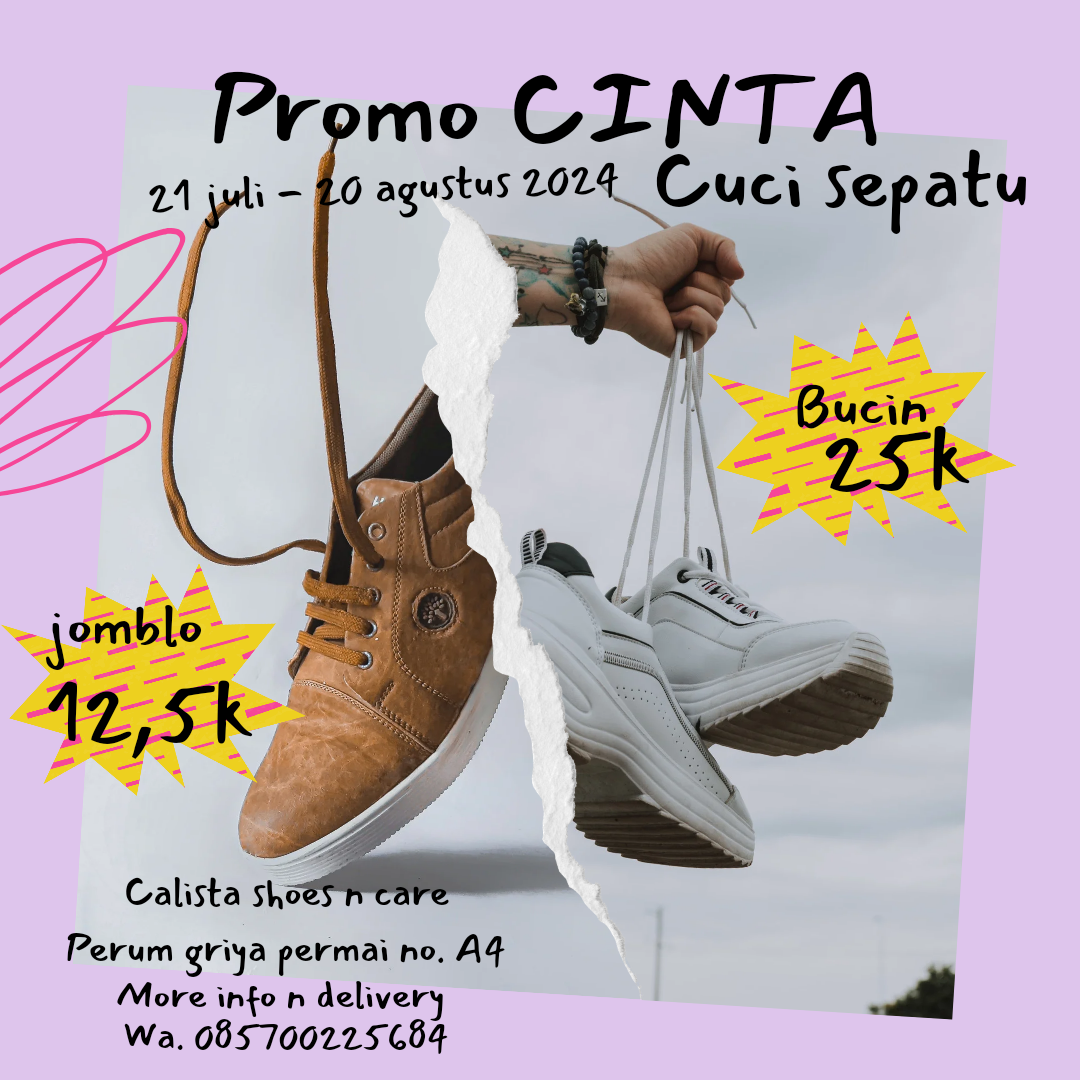 Promo CINTA
21 juli - 20 agustus 2024
Cuci sepatu
Bucin
25k
jomblo
12,5k
Calista shoes n care
Perum griya permai no. A4
More info n delivery
Wa. 085700225684